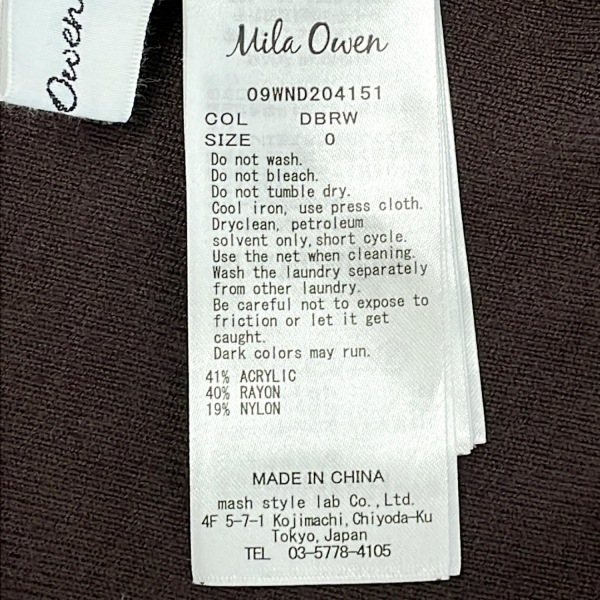 Owen
Mila Owen
09WND204151
COL DBRW
SIZE 0
Do not wash.
Do not bleach.
Do not tumble dry.
Cool iron, use press cloth.
Dryclean, petroleum
solvent only, short cycle.
Use the net when cleaning.
Wash the laundry separately
from other laundry.
Be careful not to expose to
friction or let it get
caught.
Dark colors may run.
41% ACRYLIC
40% RAYON
19% NYLON
MADE IN CHINA
mash style lab Co.,Ltd.
4F 5-7-1 Kojimachi,Chiyoda-Ku
Tokyo,Japan
TEL 03-5778-4105